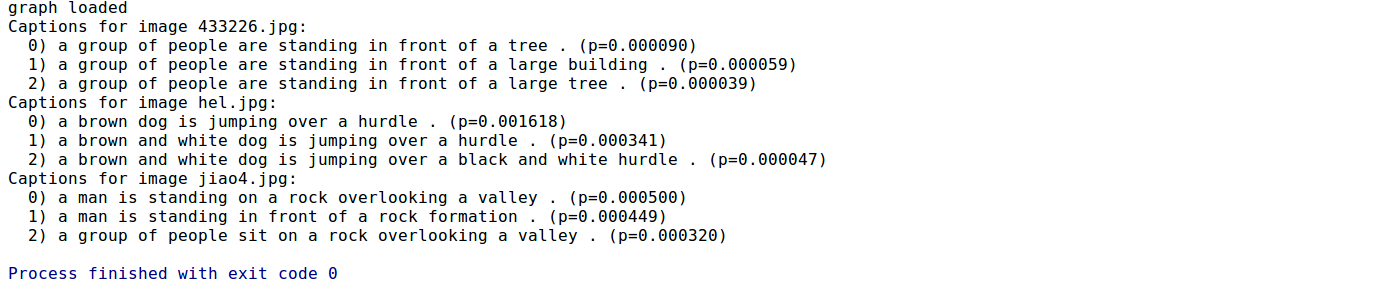 graph loaded
Captions for image 433226.jpg:
  0) a group of people are standing in front of a tree . (p=0.000090)
  1) a group of people are standing in front of a large building . (p=0.000059)
  2) a group of people are standing in front of a large tree . (p=0.000039)
Captions for image hel.jpg:
  0) a brown dog is jumping over a hurdle . (p=0.001618)
  1) a brown and white dog is jumping over a hurdle . (p=0.000341)
  2) a brown and white dog is jumping over a black and white hurdle . (p=0.000047)
Captions for image jiao4.jpg:
  0) a man is standing on a rock overlooking a valley . (p=0.000500)
  1) a man is standing in front of a rock formation . (p=0.000449)
  2) a group of people sit on a rock overlooking a valley . (p=0.000320)
Process finished with exit code 0